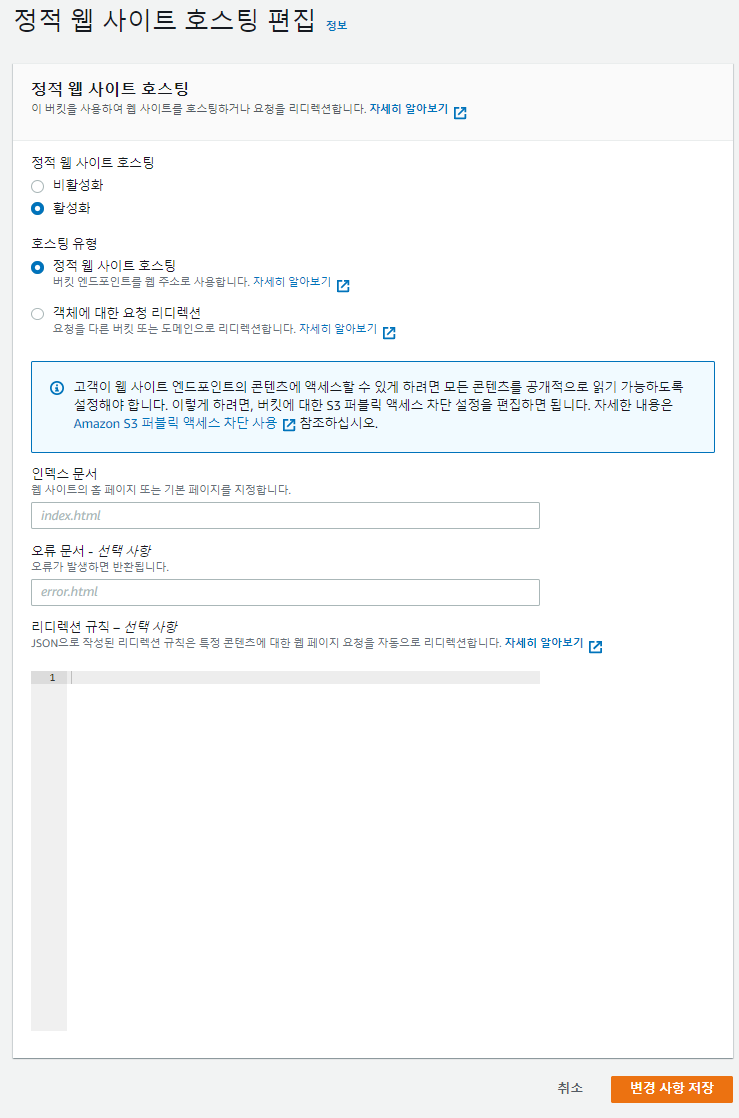 정적 웹 사이트 호스팅 편집 정보
정적 웹 사이트 호스팅
이 버킷을 사용하여 웹 사이트를 호스팅하거나 요청을 리디렉션합니다. 자세히 알아보기
정적 웹 사이트 호스팅
비활성화
활성화
호스팅 유형
정적 웹 사이트 호스팅
버킷 엔드포인트를 웹 주소로 사용합니다. 자세히 알아보기
객체에 대한 요청 리디렉션
요청을 다른 버킷 또는 도메인으로 리디렉션합니다. 자세히 알아보기
고객이 웹 사이트 엔드포인트의 콘텐츠에 액세스할 수 있게 하려면 모든 콘텐츠를 공개적으로 읽기 가능하도록
설정해야 합니다. 이렇게 하려면, 버킷에 대한 S3 퍼블릭 액세스 차단 설정을 편집하면 됩니다. 자세한 내용은
Amazon S3 퍼블릭 액세스 차단 사용 참조하십시오.
인덱스 문서
웹 사이트의 홈 페이지 또는 기본 페이지를 지정합니다.
index.html
오류 문서 - 선택 사항
오류가 발생하면 반환됩니다.
error.html
리디렉션 규칙 – 선택 사항
JSON으로 작성된 리디렉션 규칙은 특정 콘텐츠에 대한 웹 페이지 요청을 자동으로 리디렉션합니다. 자세히 알아보기
1
취소 변경 사항 저장